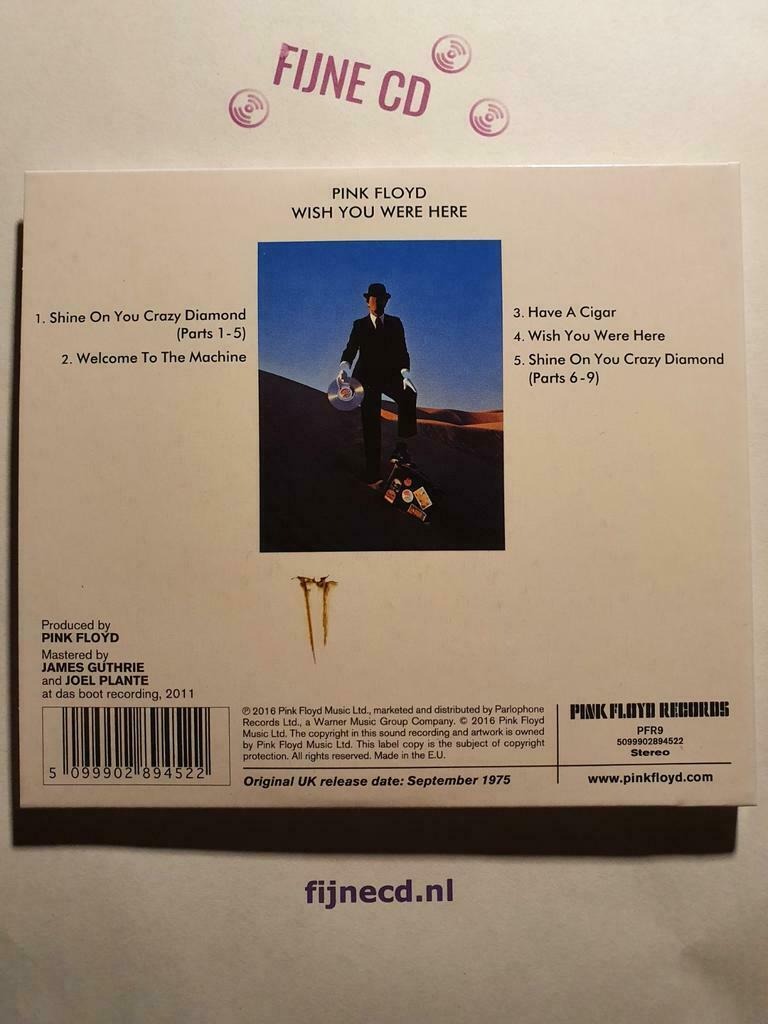 FIJNE CD
PINK FLOYD
WISH YOU WERE HERE
1. Shine On You Crazy Diamond
(Parts 1-5)
2. Welcome To The Machine
3. Have A Cigar
4. Wish You Were Here
5. Shine On You Crazy Diamond
(Parts 6-9)
Produced by
PINK FLOYD
Mastered by
JAMES GUTHRIE
and JOEL PLANTE
at das boot recording, 2011
5 099902 894522
℗ 2016 Pink Floyd Music Ltd., marketed and distributed by Parlophone
Records Ltd., a Warner Music Group Company. © 2016 Pink Floyd
Music Ltd. The copyright in this sound recording and artwork is owned
by Pink Floyd Music Ltd. This label copy is the subject of copyright
protection. All rights reserved. Made in the E.U.
Original UK release date: September 1975
PINK FLOYD RECORDS
PFR9
5099902894522
Stereo
www.pinkfloyd.com
fijnecd.nl